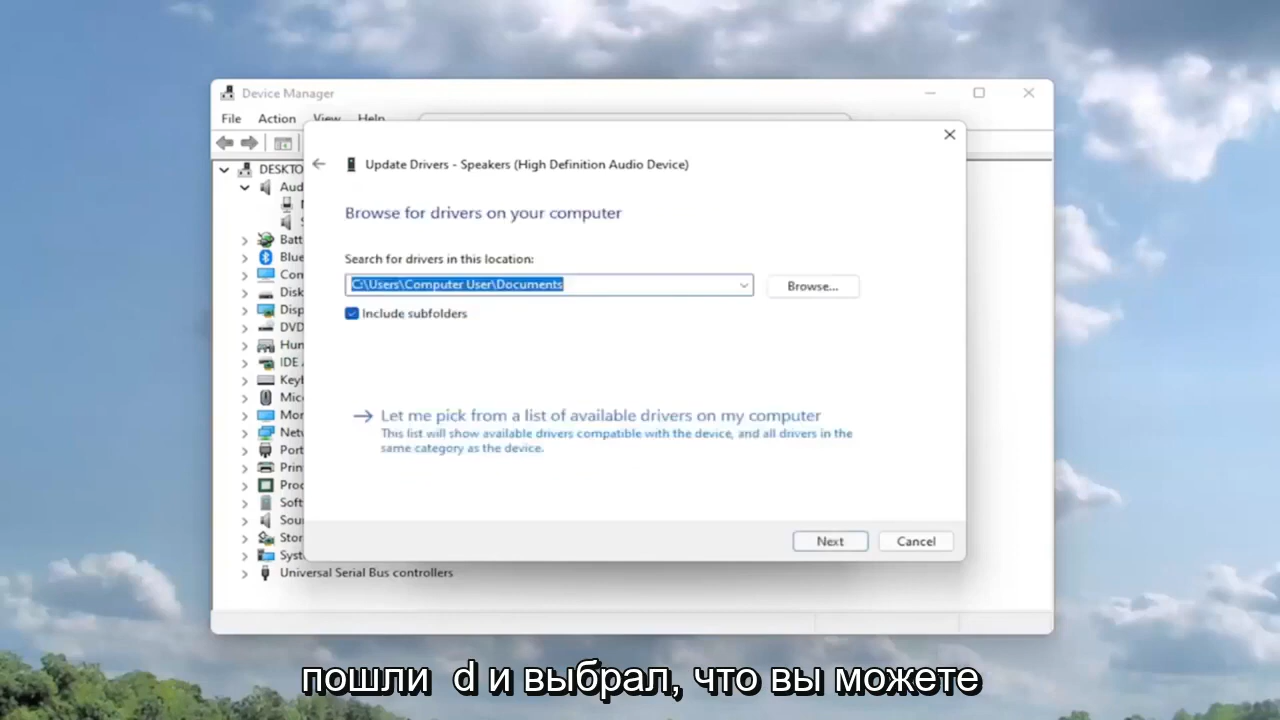 Device Manager
File Action View Help
Update Drivers - Speakers (High Definition Audio Device)
Browse for drivers on your computer
Search for drivers in this location:
C:\Users\Computer User\Documents
Browse...
Include subfolders
Let me pick from a list of available drivers on my computer
This list will show available drivers compatible with the device, and all drivers in the
same category as the device.
Next Cancel
DESKTO
Aud
Batt
Blue
Con
Disk
Disp
DVD
Hun
IDE
Keyb
Mice
Mor
Netv
Port
Prin
Proc
Soft
Sour
Stor
Syst
Universal Serial Bus controllers
пошли d и выбрал, что вы можете